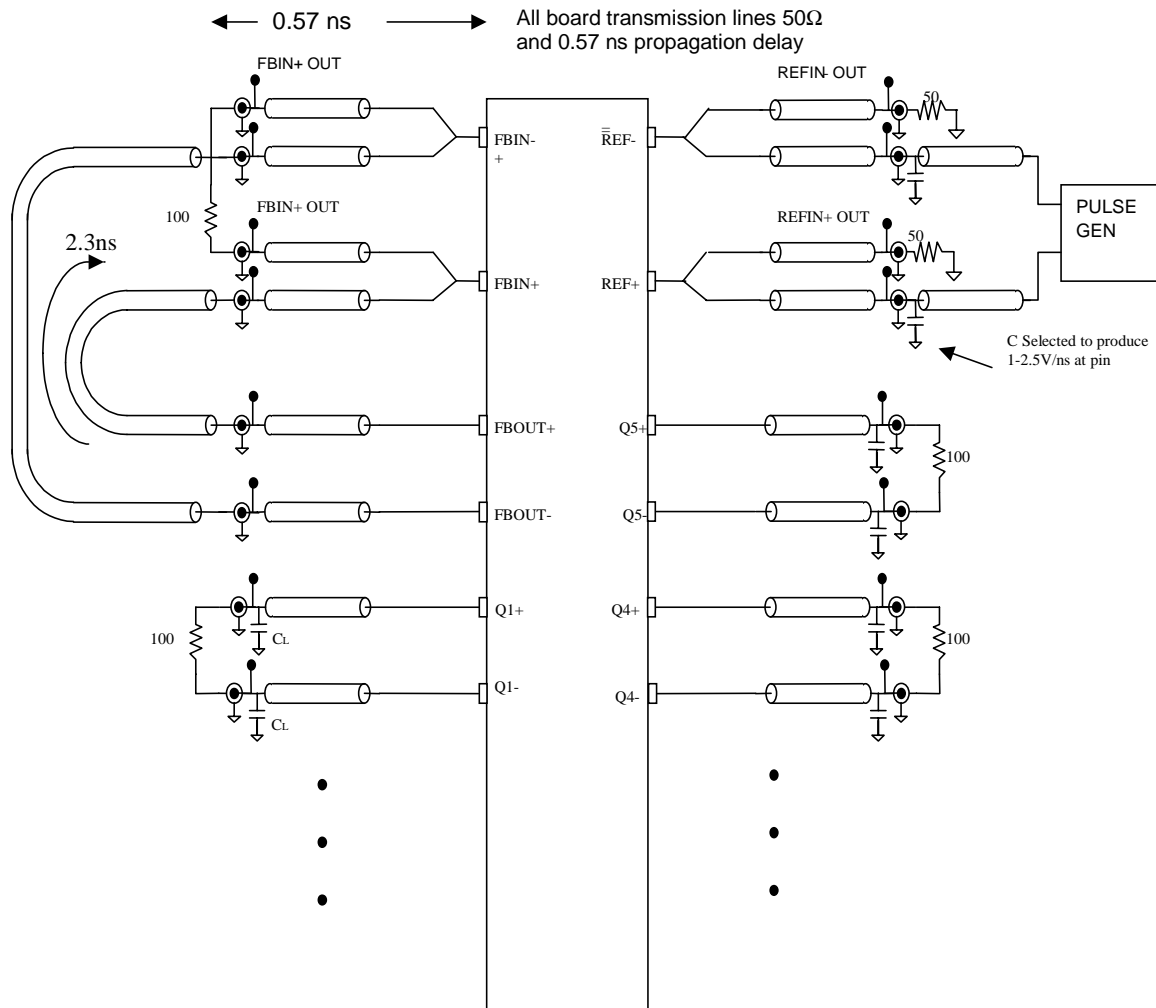 0.57 ns
All board transmission lines 50Ω
and 0.57 ns propagation delay
FBIN+ OUT
REFIN- OUT
50
FBIN-
+
REF-
100
FBIN+ OUT
REFIN+ OUT
50
PULSE
GEN
2.3ns
FBIN+
REF+
C Selected to produce
1-2.5V/ns at pin
FBOUT+
Q5+
100
FBOUT-
Q5-
Q1+
Q4+
100
CL
100
Q1-
Q4-
CL